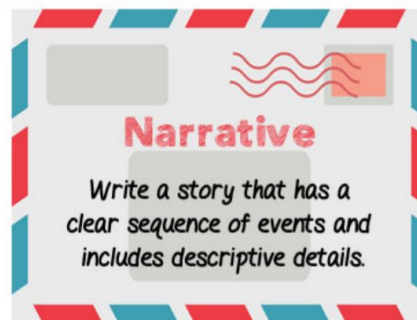 Narrative
Write a story that has a
clear sequence of events and
includes descriptive details.